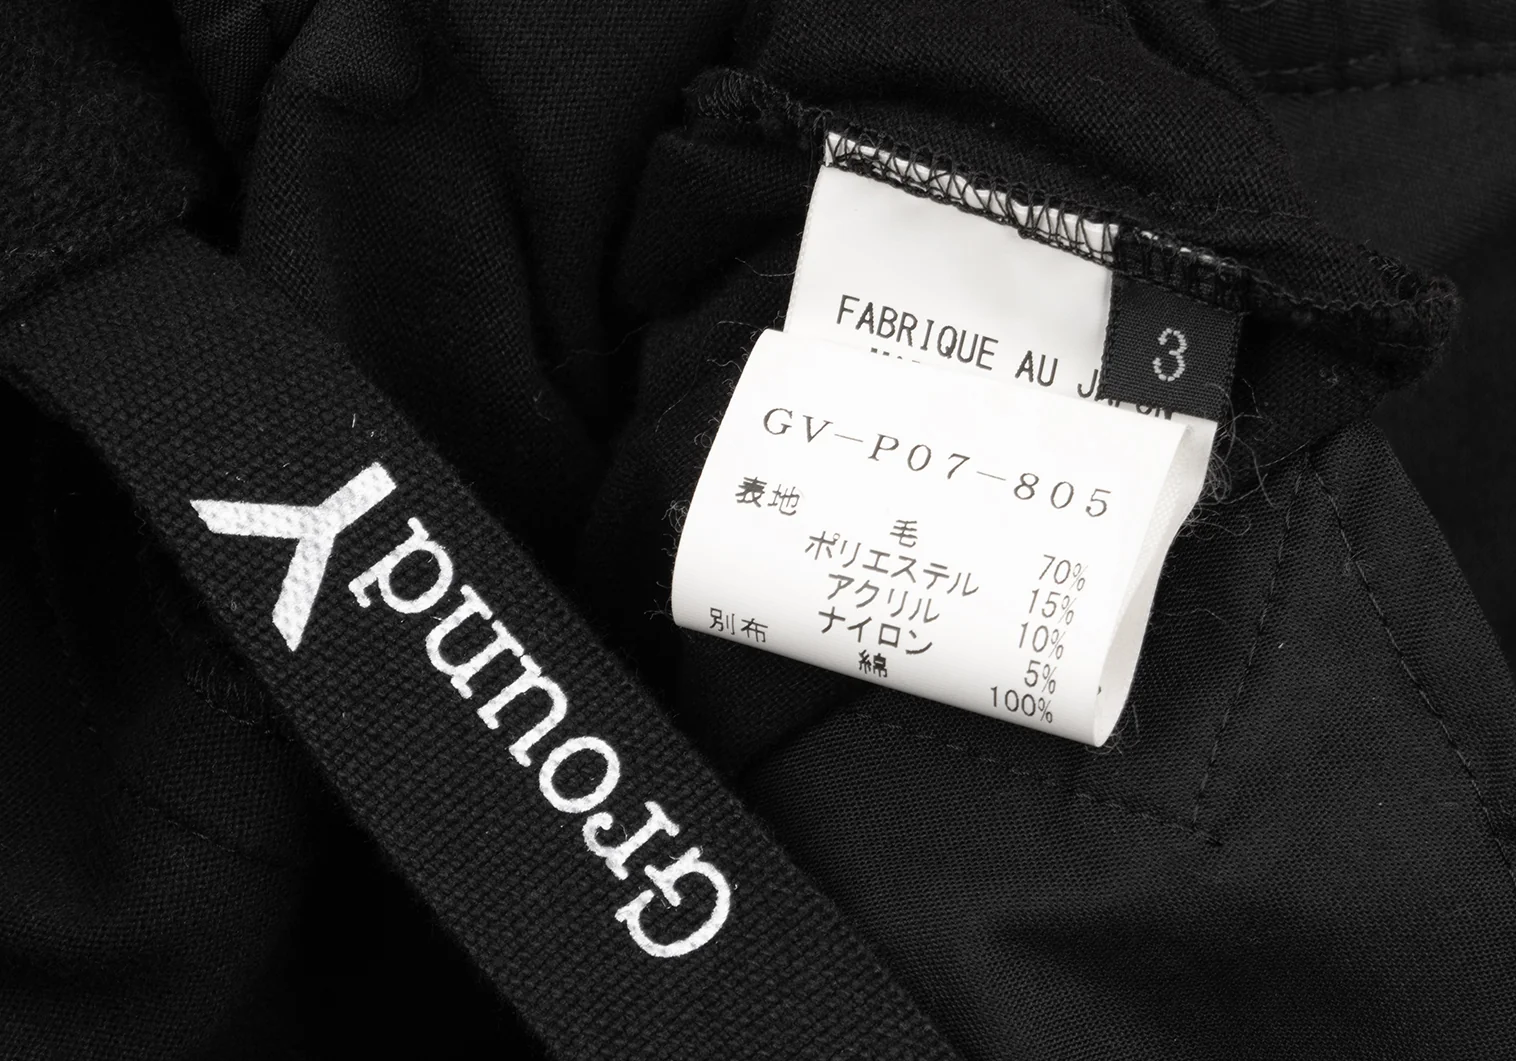 FABRIQUE AU JAPON
3
GV-P07-805
表地
毛 70%
ポリエステル 15%
アクリル 10%
ナイロン 5%
別布
綿 100%
Ground Y